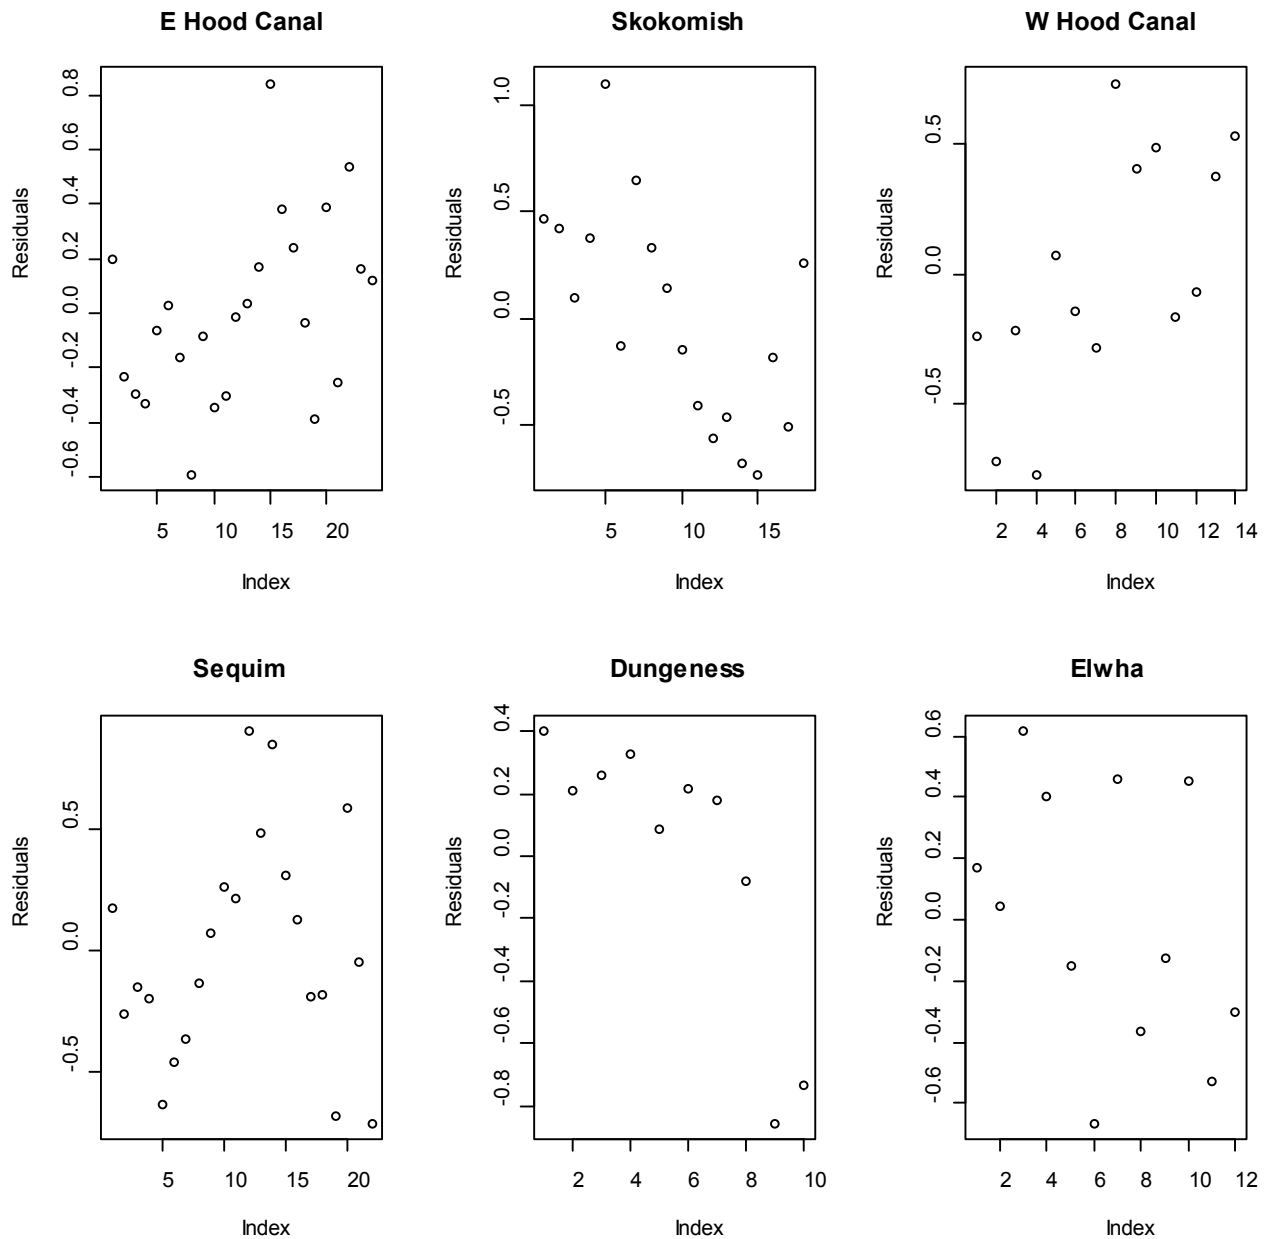 E Hood Canal
Skokomish
W Hood Canal
Residuals
-0.6 -0.4 -0.2 0.0 0.2 0.4 0.6 0.8
5 10 15 20
Index
Residuals
-0.5 0.0 0.5 1.0
5 10 15
Index
Residuals
-0.5 0.0 0.5
2 4 6 8 10 12 14
Index
Sequim
Dungeness
Elwha
Residuals
-0.5 0.0 0.5
5 10 15 20
Index
Residuals
-0.8 -0.6 -0.4 -0.2 0.0 0.2 0.4
2 4 6 8 10
Index
Residuals
-0.6 -0.4 -0.2 0.0 0.2 0.4 0.6
2 4 6 8 10 12
Index